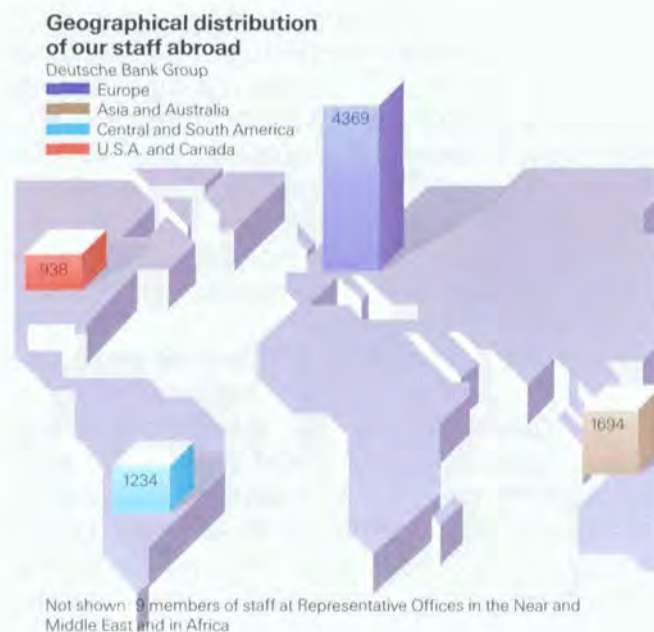 Geographical distribution
of our staff abroad
Deutsche Bank Group
Europe
Asia and Australia
Central and South America
U.S.A. and Canada
4369
938
1694
1234
Not shown: 9 members of staff at Representative Offices in the Near and
Middle East and in Africa